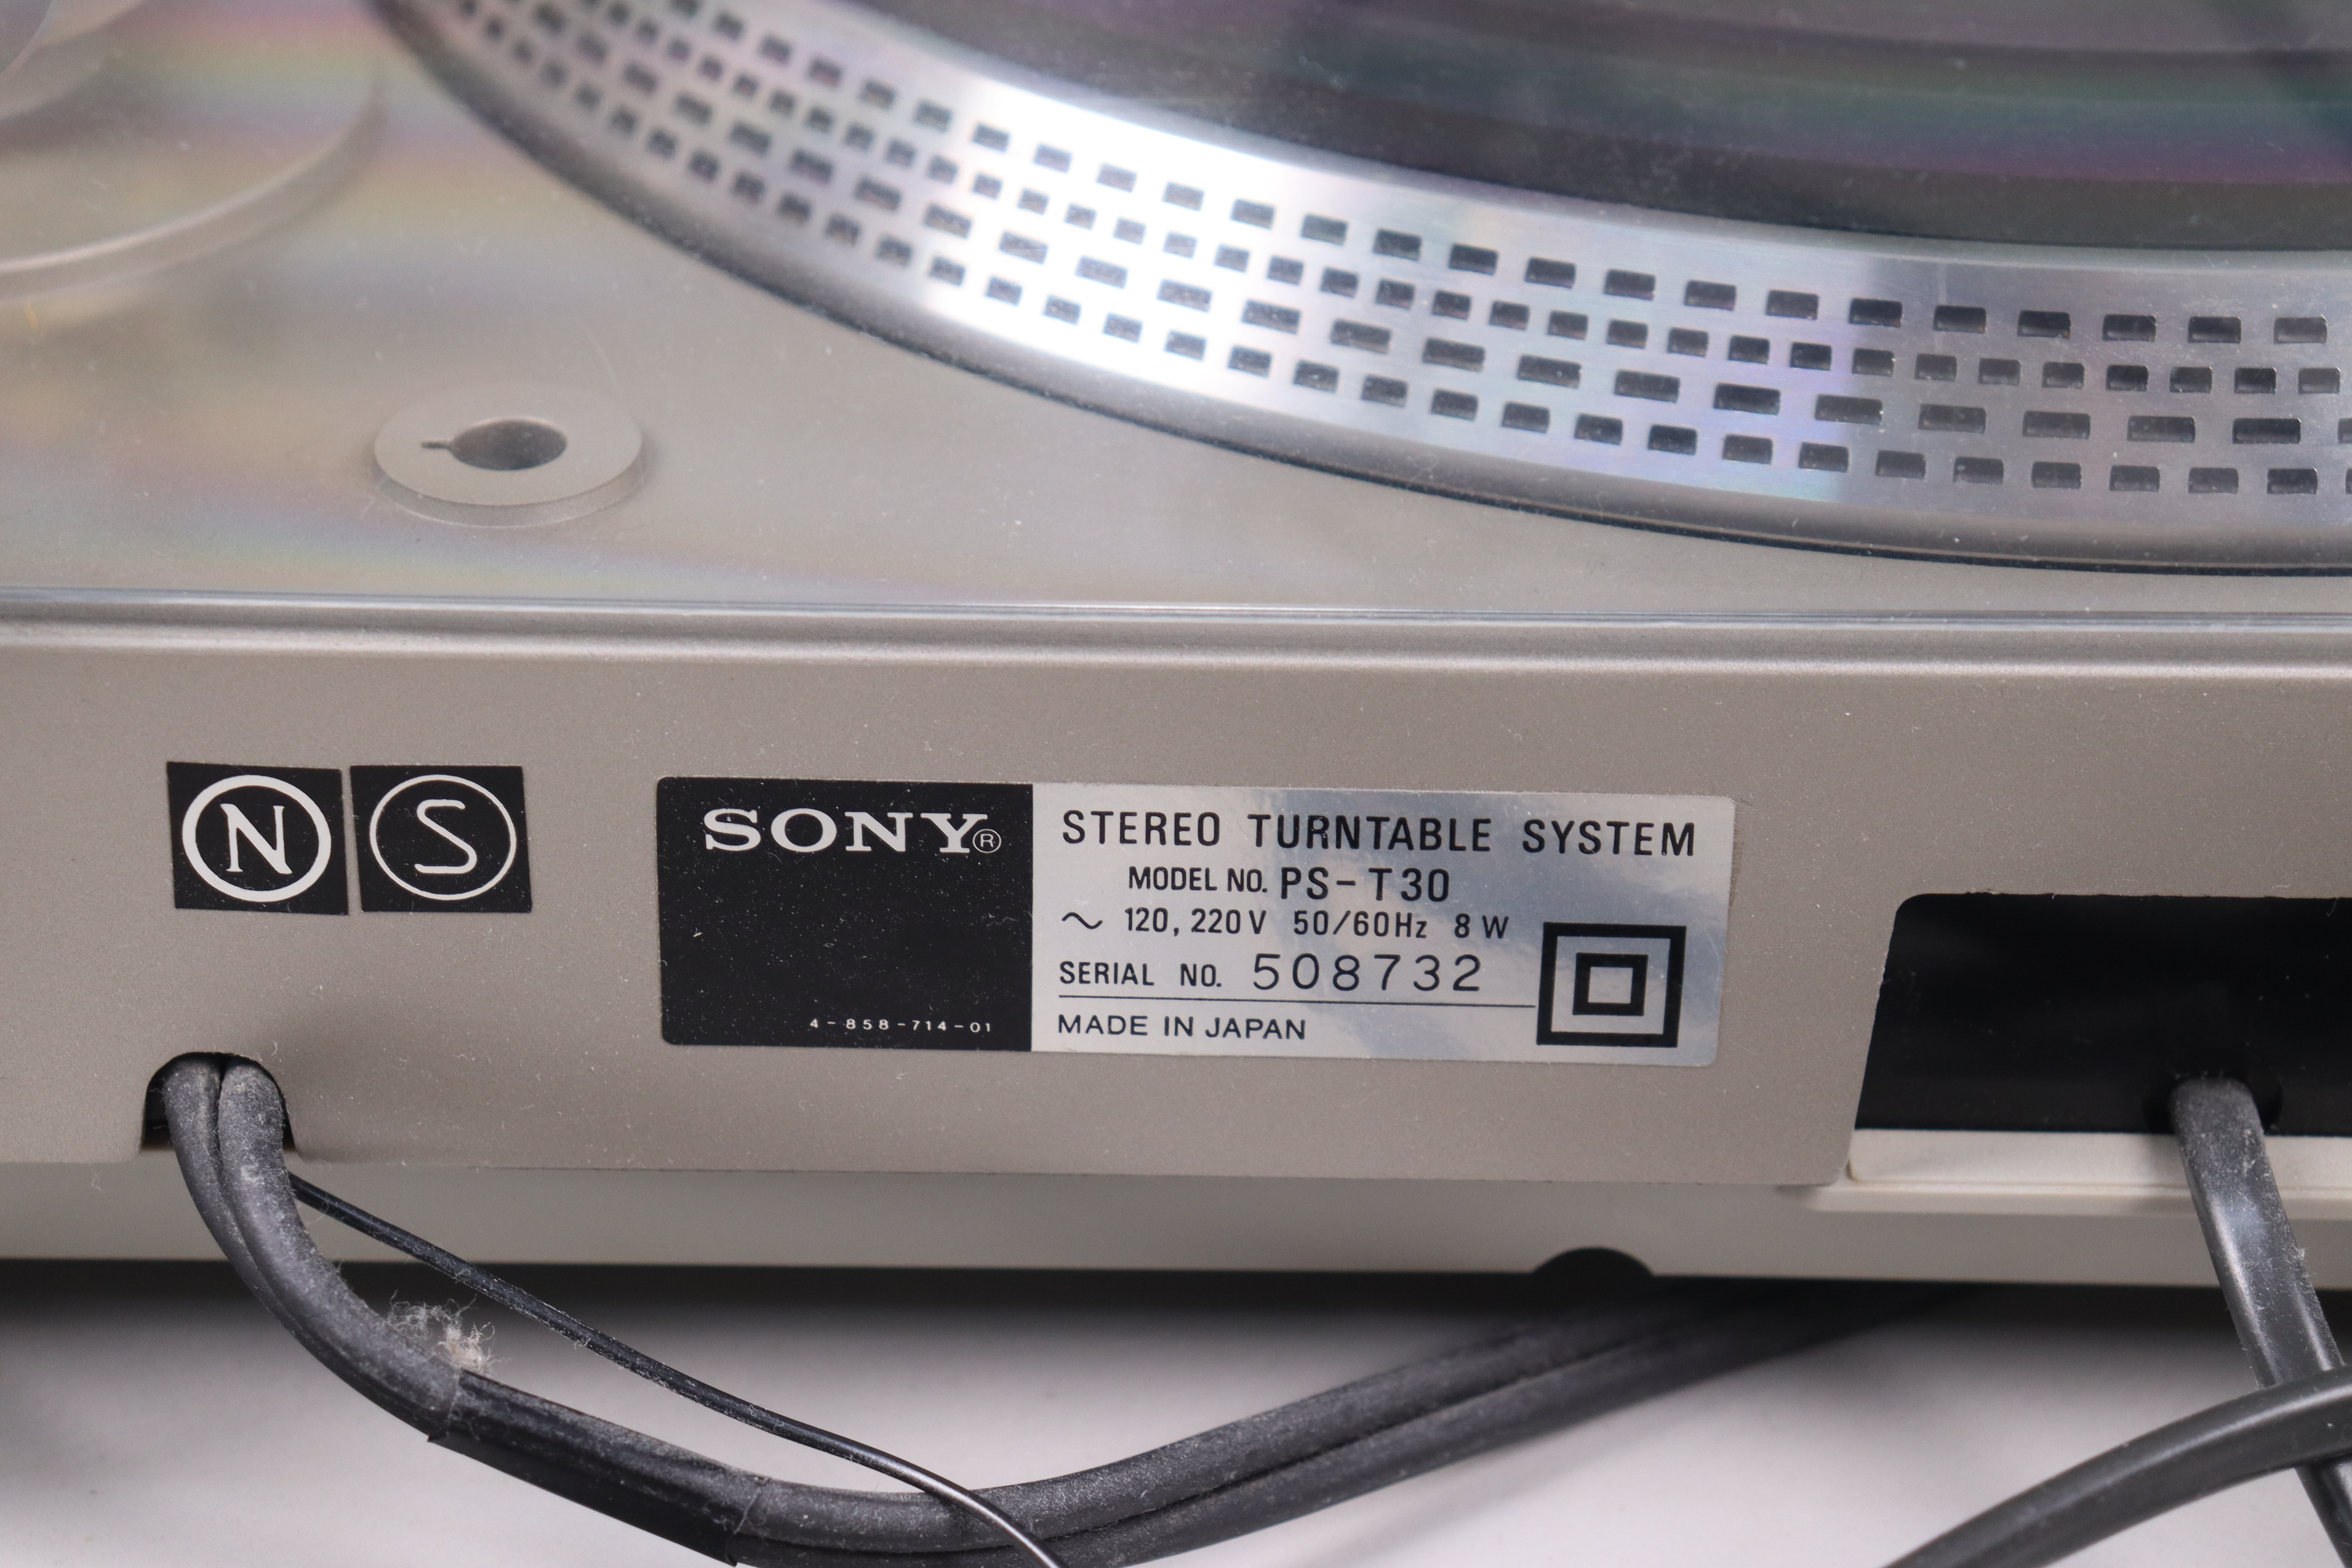 N S
SONY®
4-858-714-01
STEREO TURNTABLE SYSTEM
MODEL NO. PS-T30
~ 120, 220V 50/60Hz 8W
SERIAL NO. 508732
MADE IN JAPAN